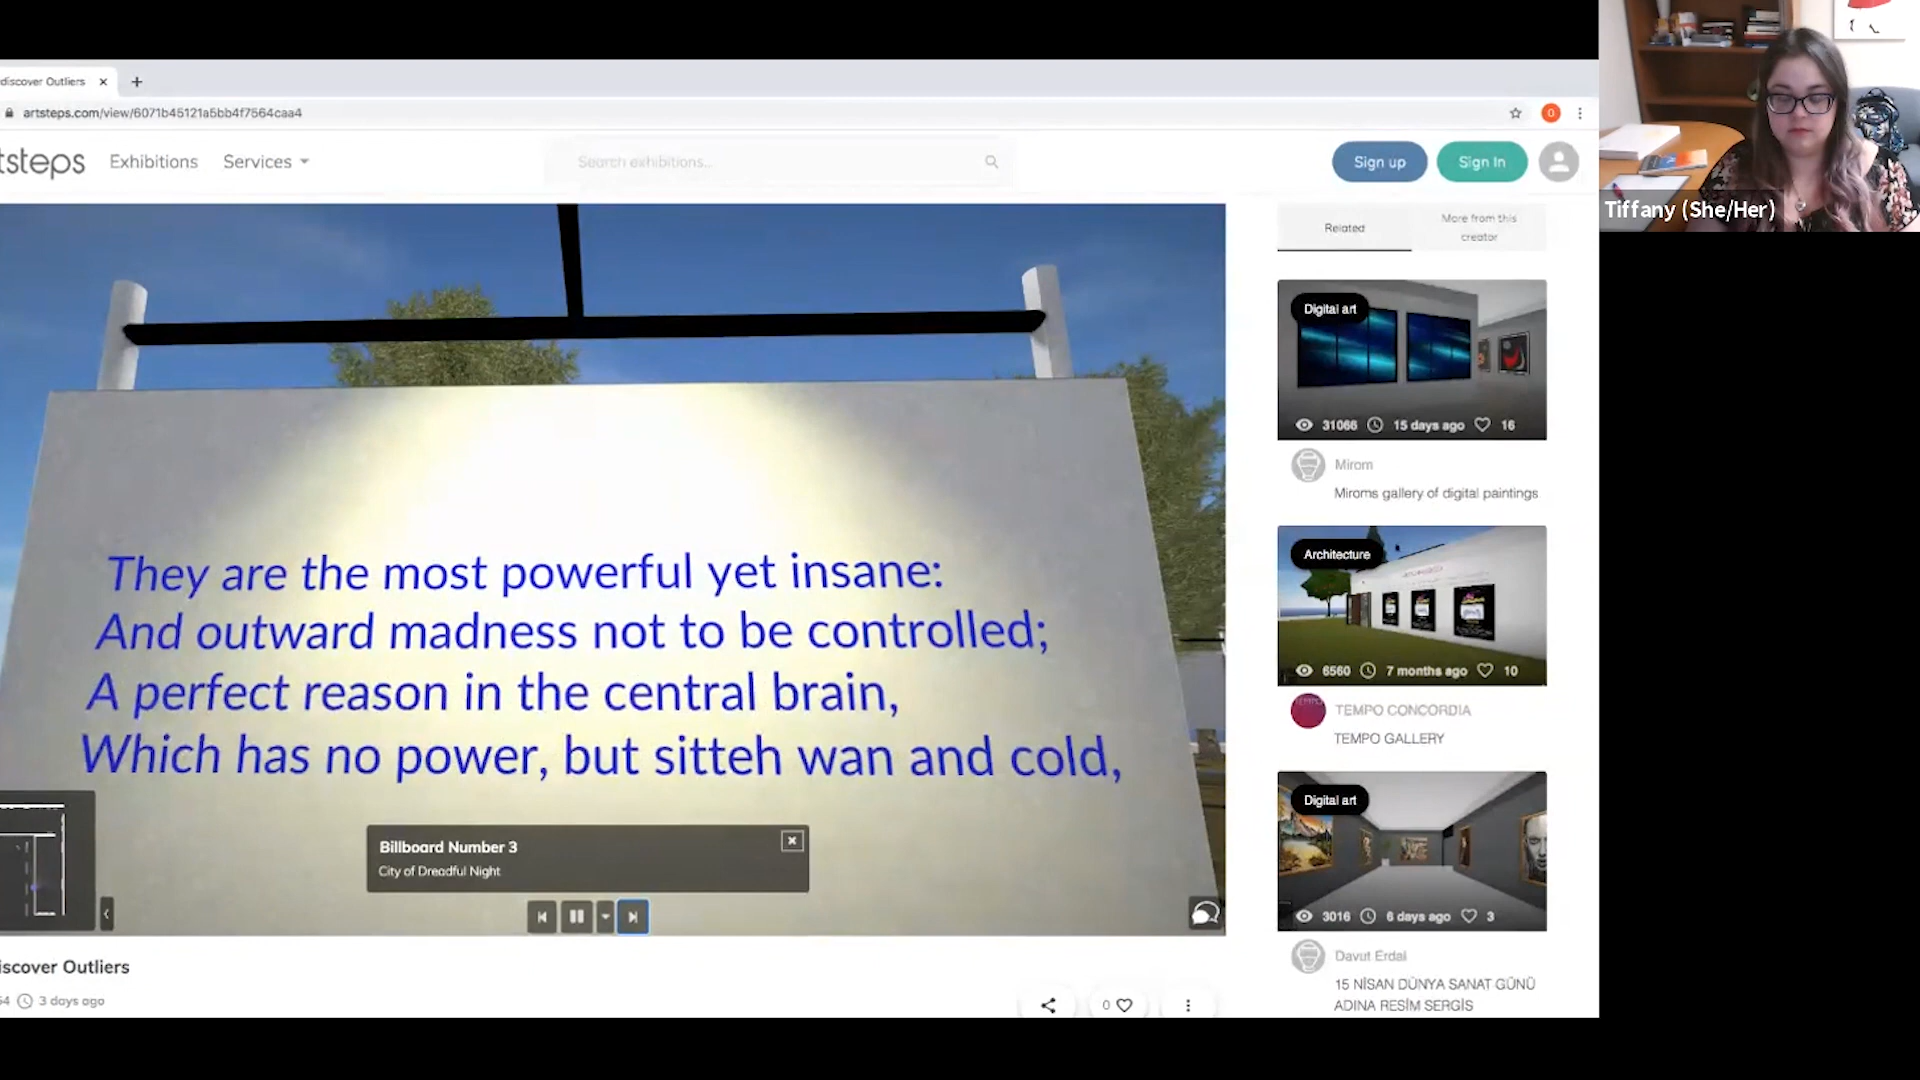 discover Outliers
artsteps.com/view/6071b45121a5bb4f7564caa4
tsteps Exhibitions Services
Search exhibitions...
Sign up
Sign In
Tiffany (She/Her)
They are the most powerful yet insane:
And outward madness not to be controlled;
A perfect reason in the central brain,
Which has no power, but sitteh wan and cold,
Billboard Number 3
City of Dreadful Night
iscover Outliers
64 3 days ago
0
Related
More from this
creator
Digital art
31066 15 days ago 16
Mirom
Miroms gallery of digital paintings
Architecture
6560 7 months ago 10
TEMPO CONCORDIA
TEMPO GALLERY
Digital art
3016 6 days ago 3
Davut Erdal
15 NİSAN DÜNYA SANAT GÜNÜ
ADINA RESİM SERGİS